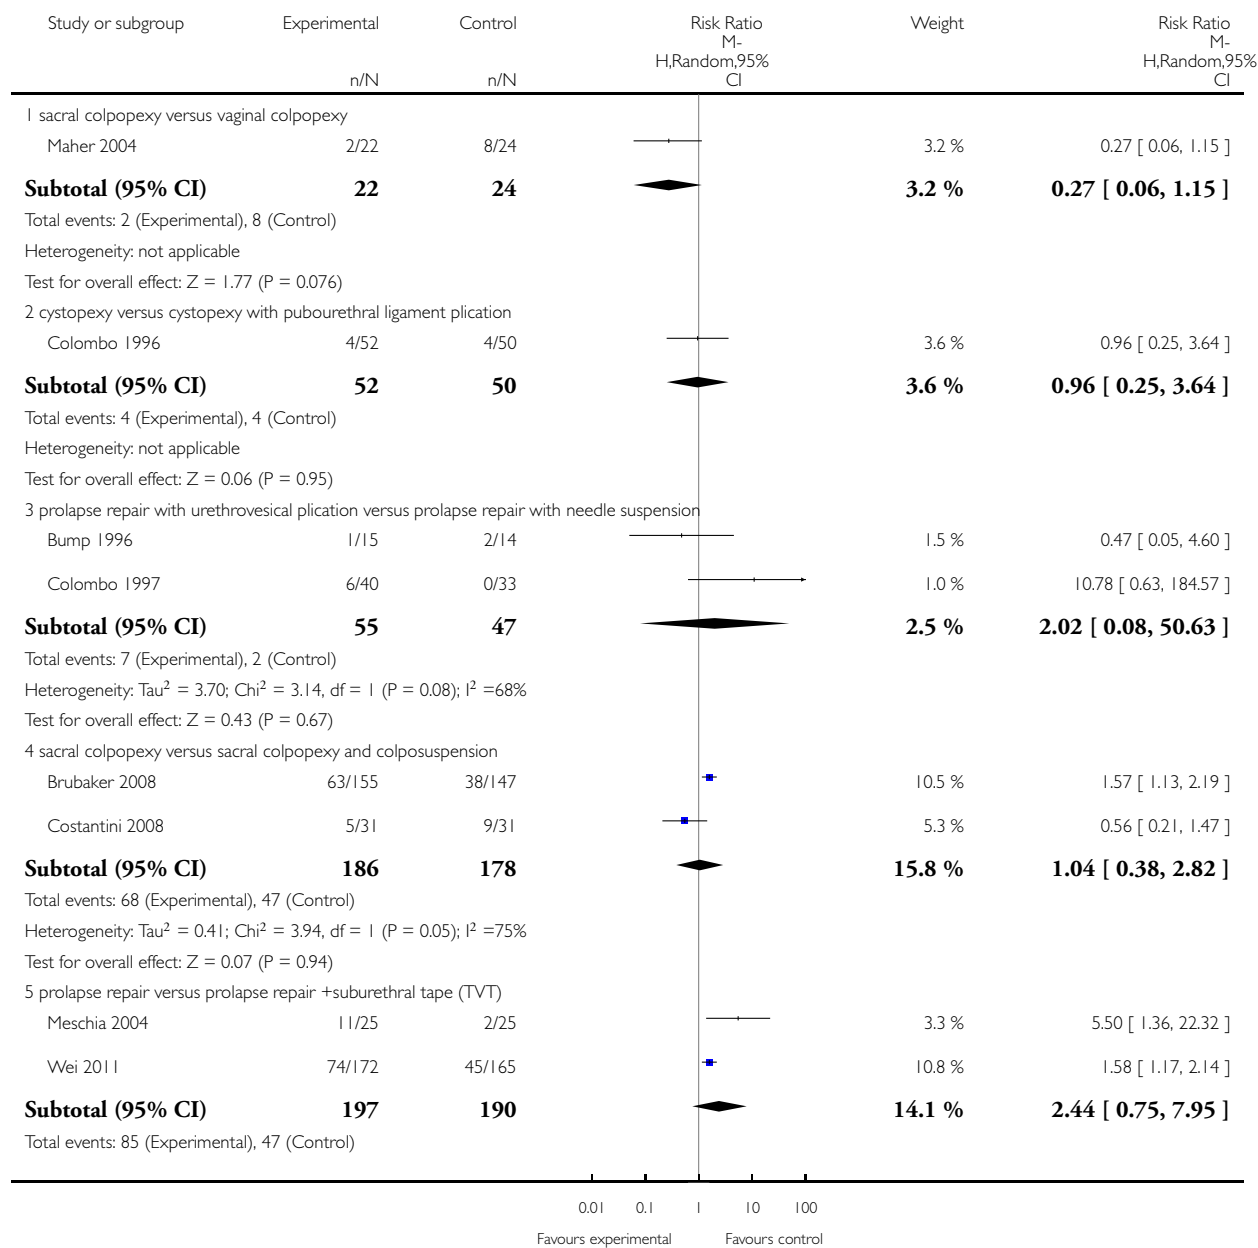 Study or subgroup Experimental Control Risk Ratio Weight Risk Ratio
M- M-
H,Random,95% H,Random,95%
n/N n/N CI CI
1 sacral colpopexy versus vaginal colpopexy
Maher 2004 2/22 8/24 3.2 % 0.27 [ 0.06, 1.15 ]
Subtotal (95% CI) 22 24 3.2 % 0.27 [ 0.06, 1.15 ]
Total events: 2 (Experimental), 8 (Control)
Heterogeneity: not applicable
Test for overall effect: Z = 1.77 (P = 0.076)
2 cystopexy versus cystopexy with pubourethral ligament plication
Colombo 1996 4/52 4/50 3.6 % 0.96 [ 0.25, 3.64 ]
Subtotal (95% CI) 52 50 3.6 % 0.96 [ 0.25, 3.64 ]
Total events: 4 (Experimental), 4 (Control)
Heterogeneity: not applicable
Test for overall effect: Z = 0.06 (P = 0.95)
3 prolapse repair with urethrovesical plication versus prolapse repair with needle suspension
Bump 1996 1/15 2/14 1.5 % 0.47 [ 0.05, 4.60 ]
Colombo 1997 6/40 0/33 1.0 % 10.78 [ 0.63, 184.57 ]
Subtotal (95% CI) 55 47 2.5 % 2.02 [ 0.08, 50.63 ]
Total events: 7 (Experimental), 2 (Control)
Heterogeneity: Tau² = 3.70; Chi² = 3.14, df = 1 (P = 0.08); I² =68%
Test for overall effect: Z = 0.43 (P = 0.67)
4 sacral colpopexy versus sacral colpopexy and colposuspension
Brubaker 2008 63/155 38/147 10.5 % 1.57 [ 1.13, 2.19 ]
Costantini 2008 5/31 9/31 5.3 % 0.56 [ 0.21, 1.47 ]
Subtotal (95% CI) 186 178 15.8 % 1.04 [ 0.38, 2.82 ]
Total events: 68 (Experimental), 47 (Control)
Heterogeneity: Tau² = 0.41; Chi² = 3.94, df = 1 (P = 0.05); I² =75%
Test for overall effect: Z = 0.07 (P = 0.94)
5 prolapse repair versus prolapse repair +suburethral tape (TVT)
Meschia 2004 11/25 2/25 3.3 % 5.50 [ 1.36, 22.32 ]
Wei 2011 74/172 45/165 10.8 % 1.58 [ 1.17, 2.14 ]
Subtotal (95% CI) 197 190 14.1 % 2.44 [ 0.75, 7.95 ]
Total events: 85 (Experimental), 47 (Control)
0.01 0.1 1 10 100
Favours experimental Favours control